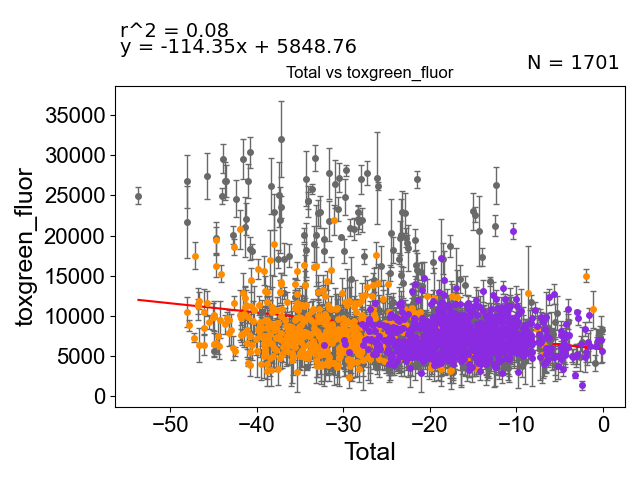 r^2 = 0.08
y = -114.35x + 5848.76
N = 1701
Total vs toxgreen_fluor
35000
30000
25000
20000
15000
10000
5000
0
toxgreen_fluor
−50
−40
−30
−20
−10
0
Total